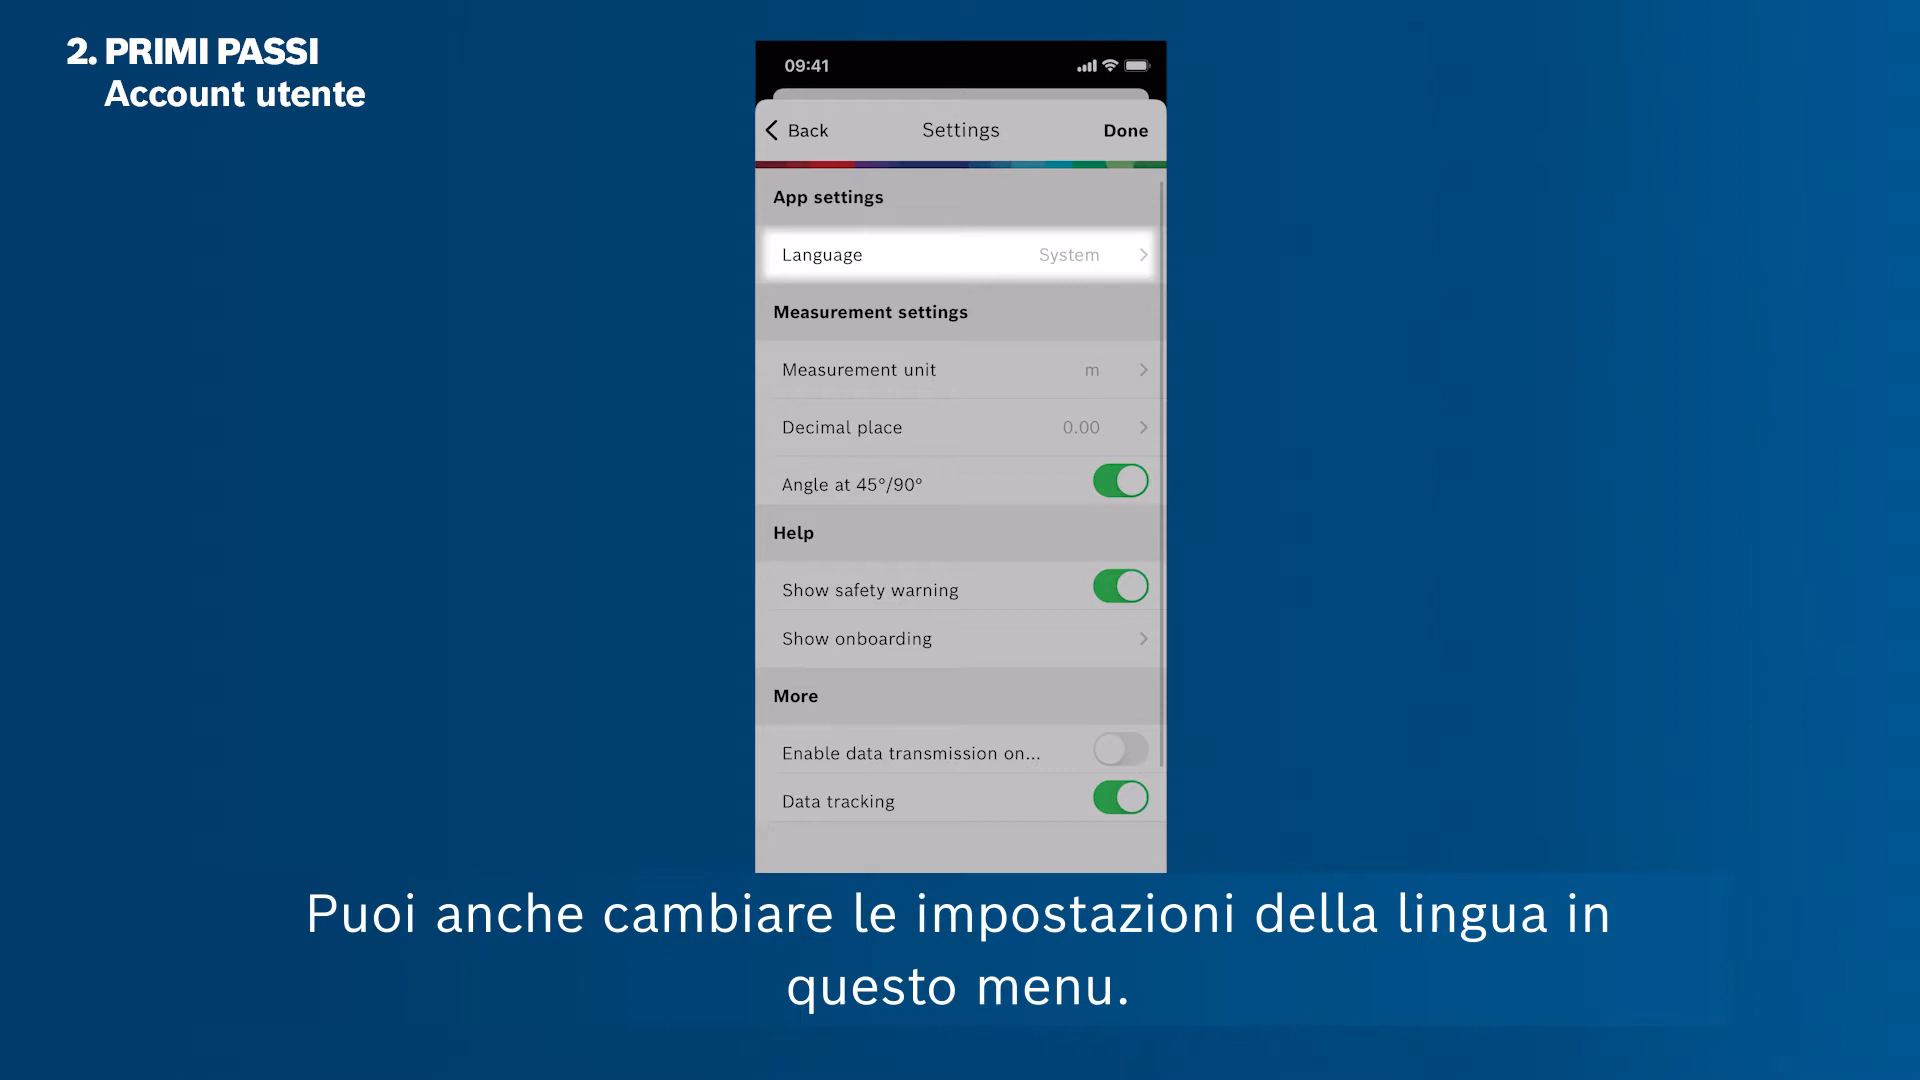 2. PRIMI PASSI
Account utente
09:41
Back Settings Done
App settings
Language System
Measurement settings
Measurement unit m
Decimal place 0.00
Angle at 45°/90°
Help
Show safety warning
Show onboarding
More
Enable data transmission on...
Data tracking
Puoi anche cambiare le impostazioni della lingua in
questo menu.